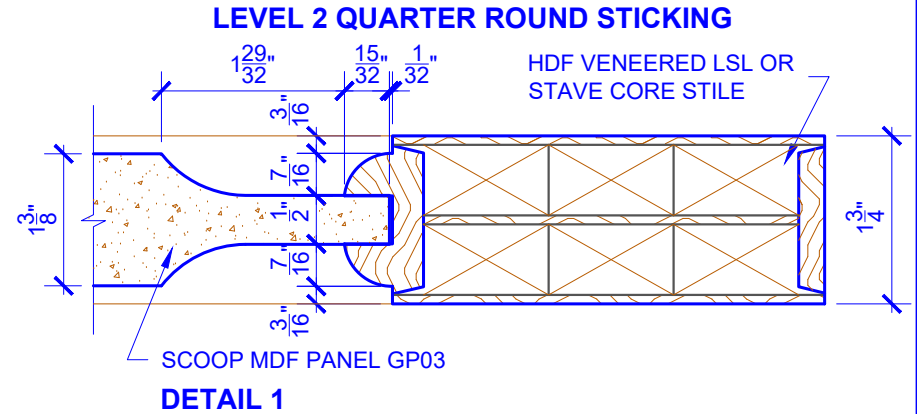 LEVEL 2 QUARTER ROUND STICKING
1 29/32"
15/32"
1/32"
HDF VENEERED LSL OR
STAVE CORE STILE
3/16"
7/16"
1/2"
7/16"
3/16"
1 3/8"
1 3/4"
SCOOP MDF PANEL GP03
DETAIL 1